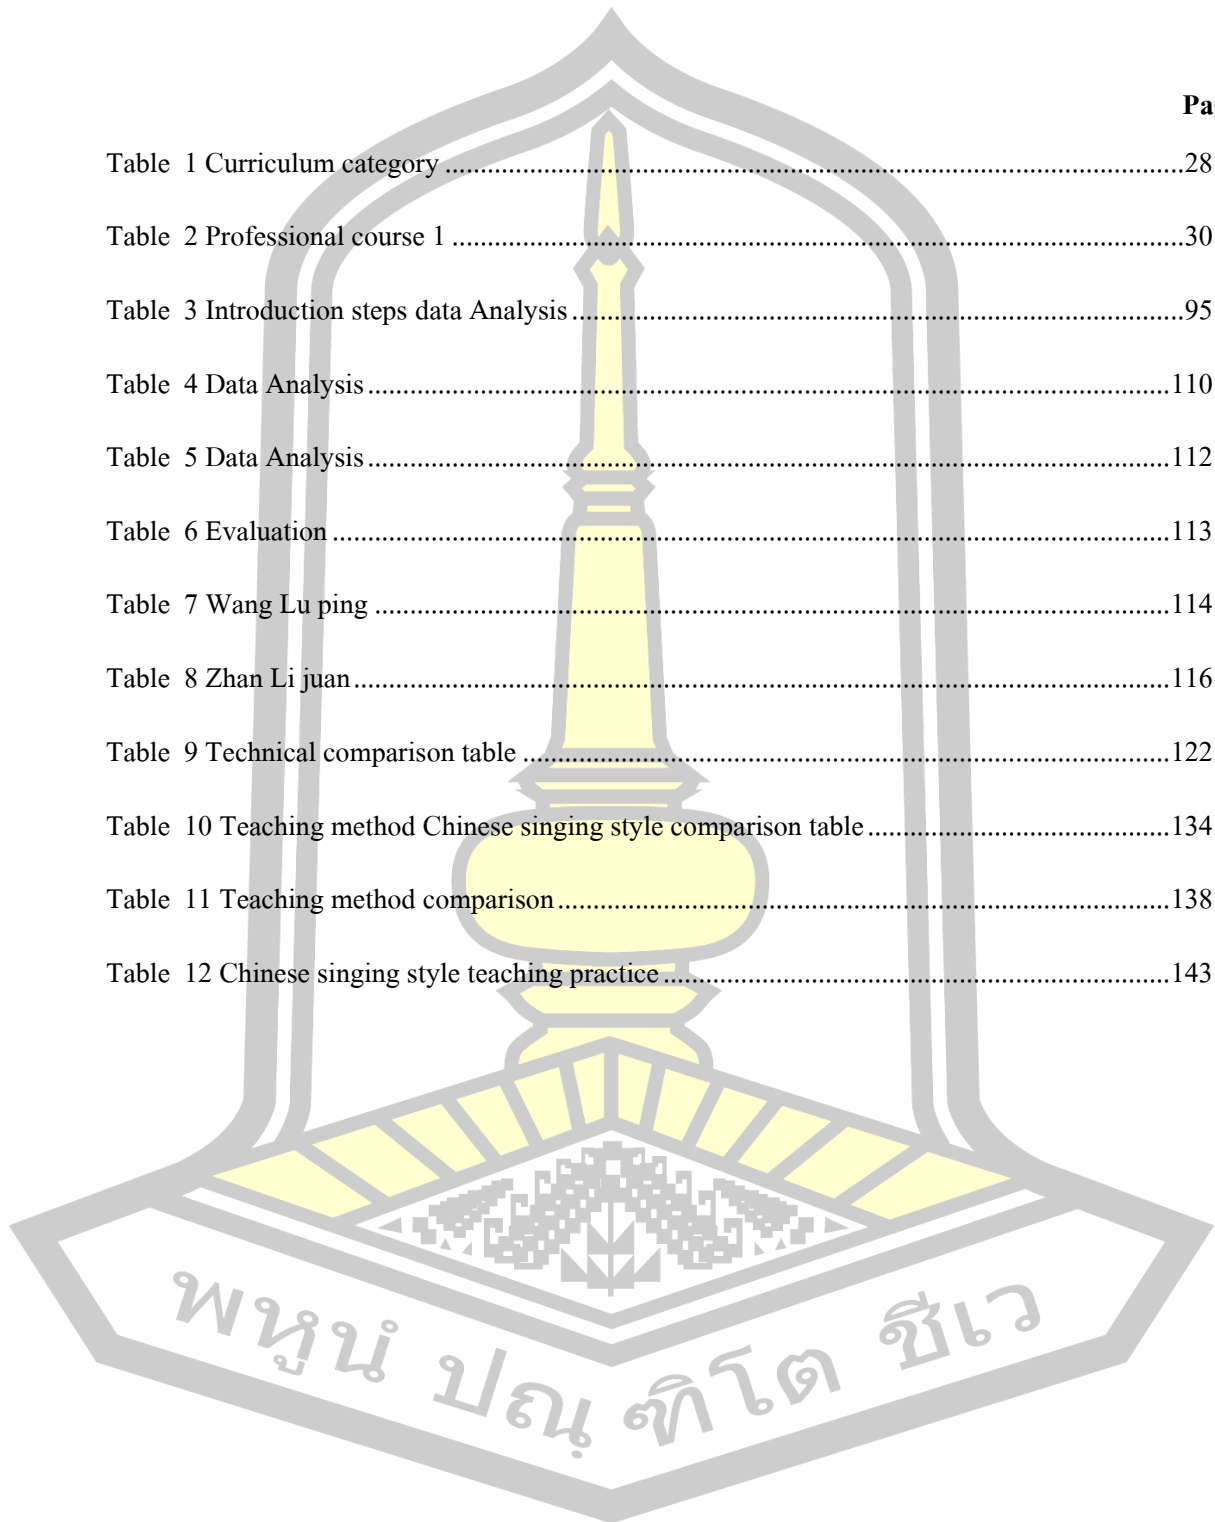 Pa
Table 1 Curriculum category ........ 28
Table 2 Professional course 1 ........ 30
Table 3 Introduction steps data Analysis ........ 95
Table 4 Data Analysis ........ 110
Table 5 Data Analysis ........ 112
Table 6 Evaluation ........ 113
Table 7 Wang Lu ping ........ 114
Table 8 Zhan Li juan ........ 116
Table 9 Technical comparison table ........ 122
Table 10 Teaching method Chinese singing style comparison table ........ 134
Table 11 Teaching method comparison ........ 138
Table 12 Chinese singing style teaching practice ........ 143
พหูนํ ปณฺ ฑิโต ชีเว